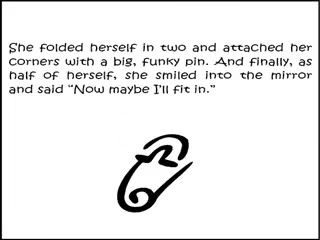 She folded herself in two and attached her
corners with a big, funky pin. And finally, as
half of herself, she smiled into the mirror
and said “Now maybe I’ll fit in.”